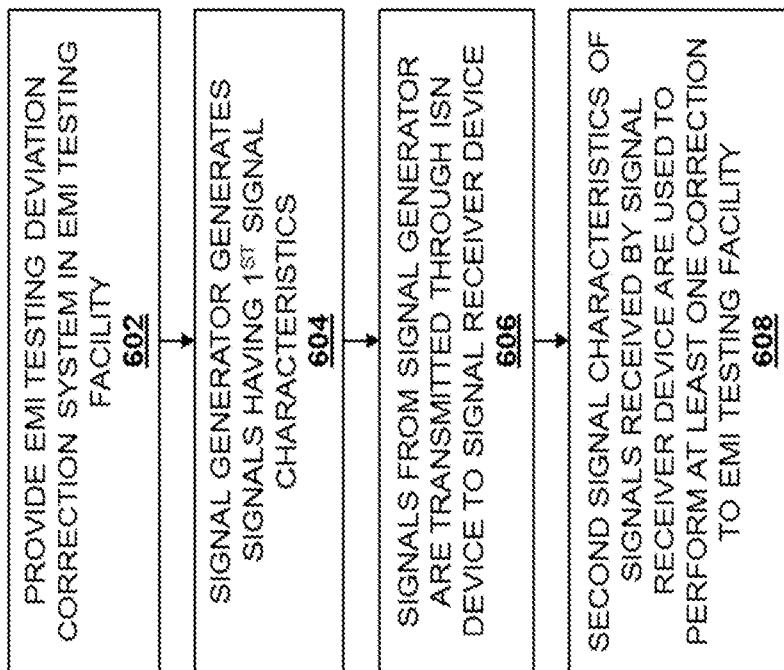 PROVIDE EMI TESTING DEVIATION
CORRECTION SYSTEM IN EMI TESTING
FACILITY
602
SIGNAL GENERATOR GENERATES
SIGNALS HAVING 1ST SIGNAL
CHARACTERISTICS
604
SIGNALS FROM SIGNAL GENERATOR
ARE TRANSMITTED THROUGH ISN
DEVICE TO SIGNAL RECEIVER DEVICE
606
SECOND SIGNAL CHARACTERISTICS OF
SIGNALS RECEIVED BY SIGNAL
RECEIVER DEVICE ARE USED TO
PERFORM AT LEAST ONE CORRECTION
TO EMI TESTING FACILITY
608